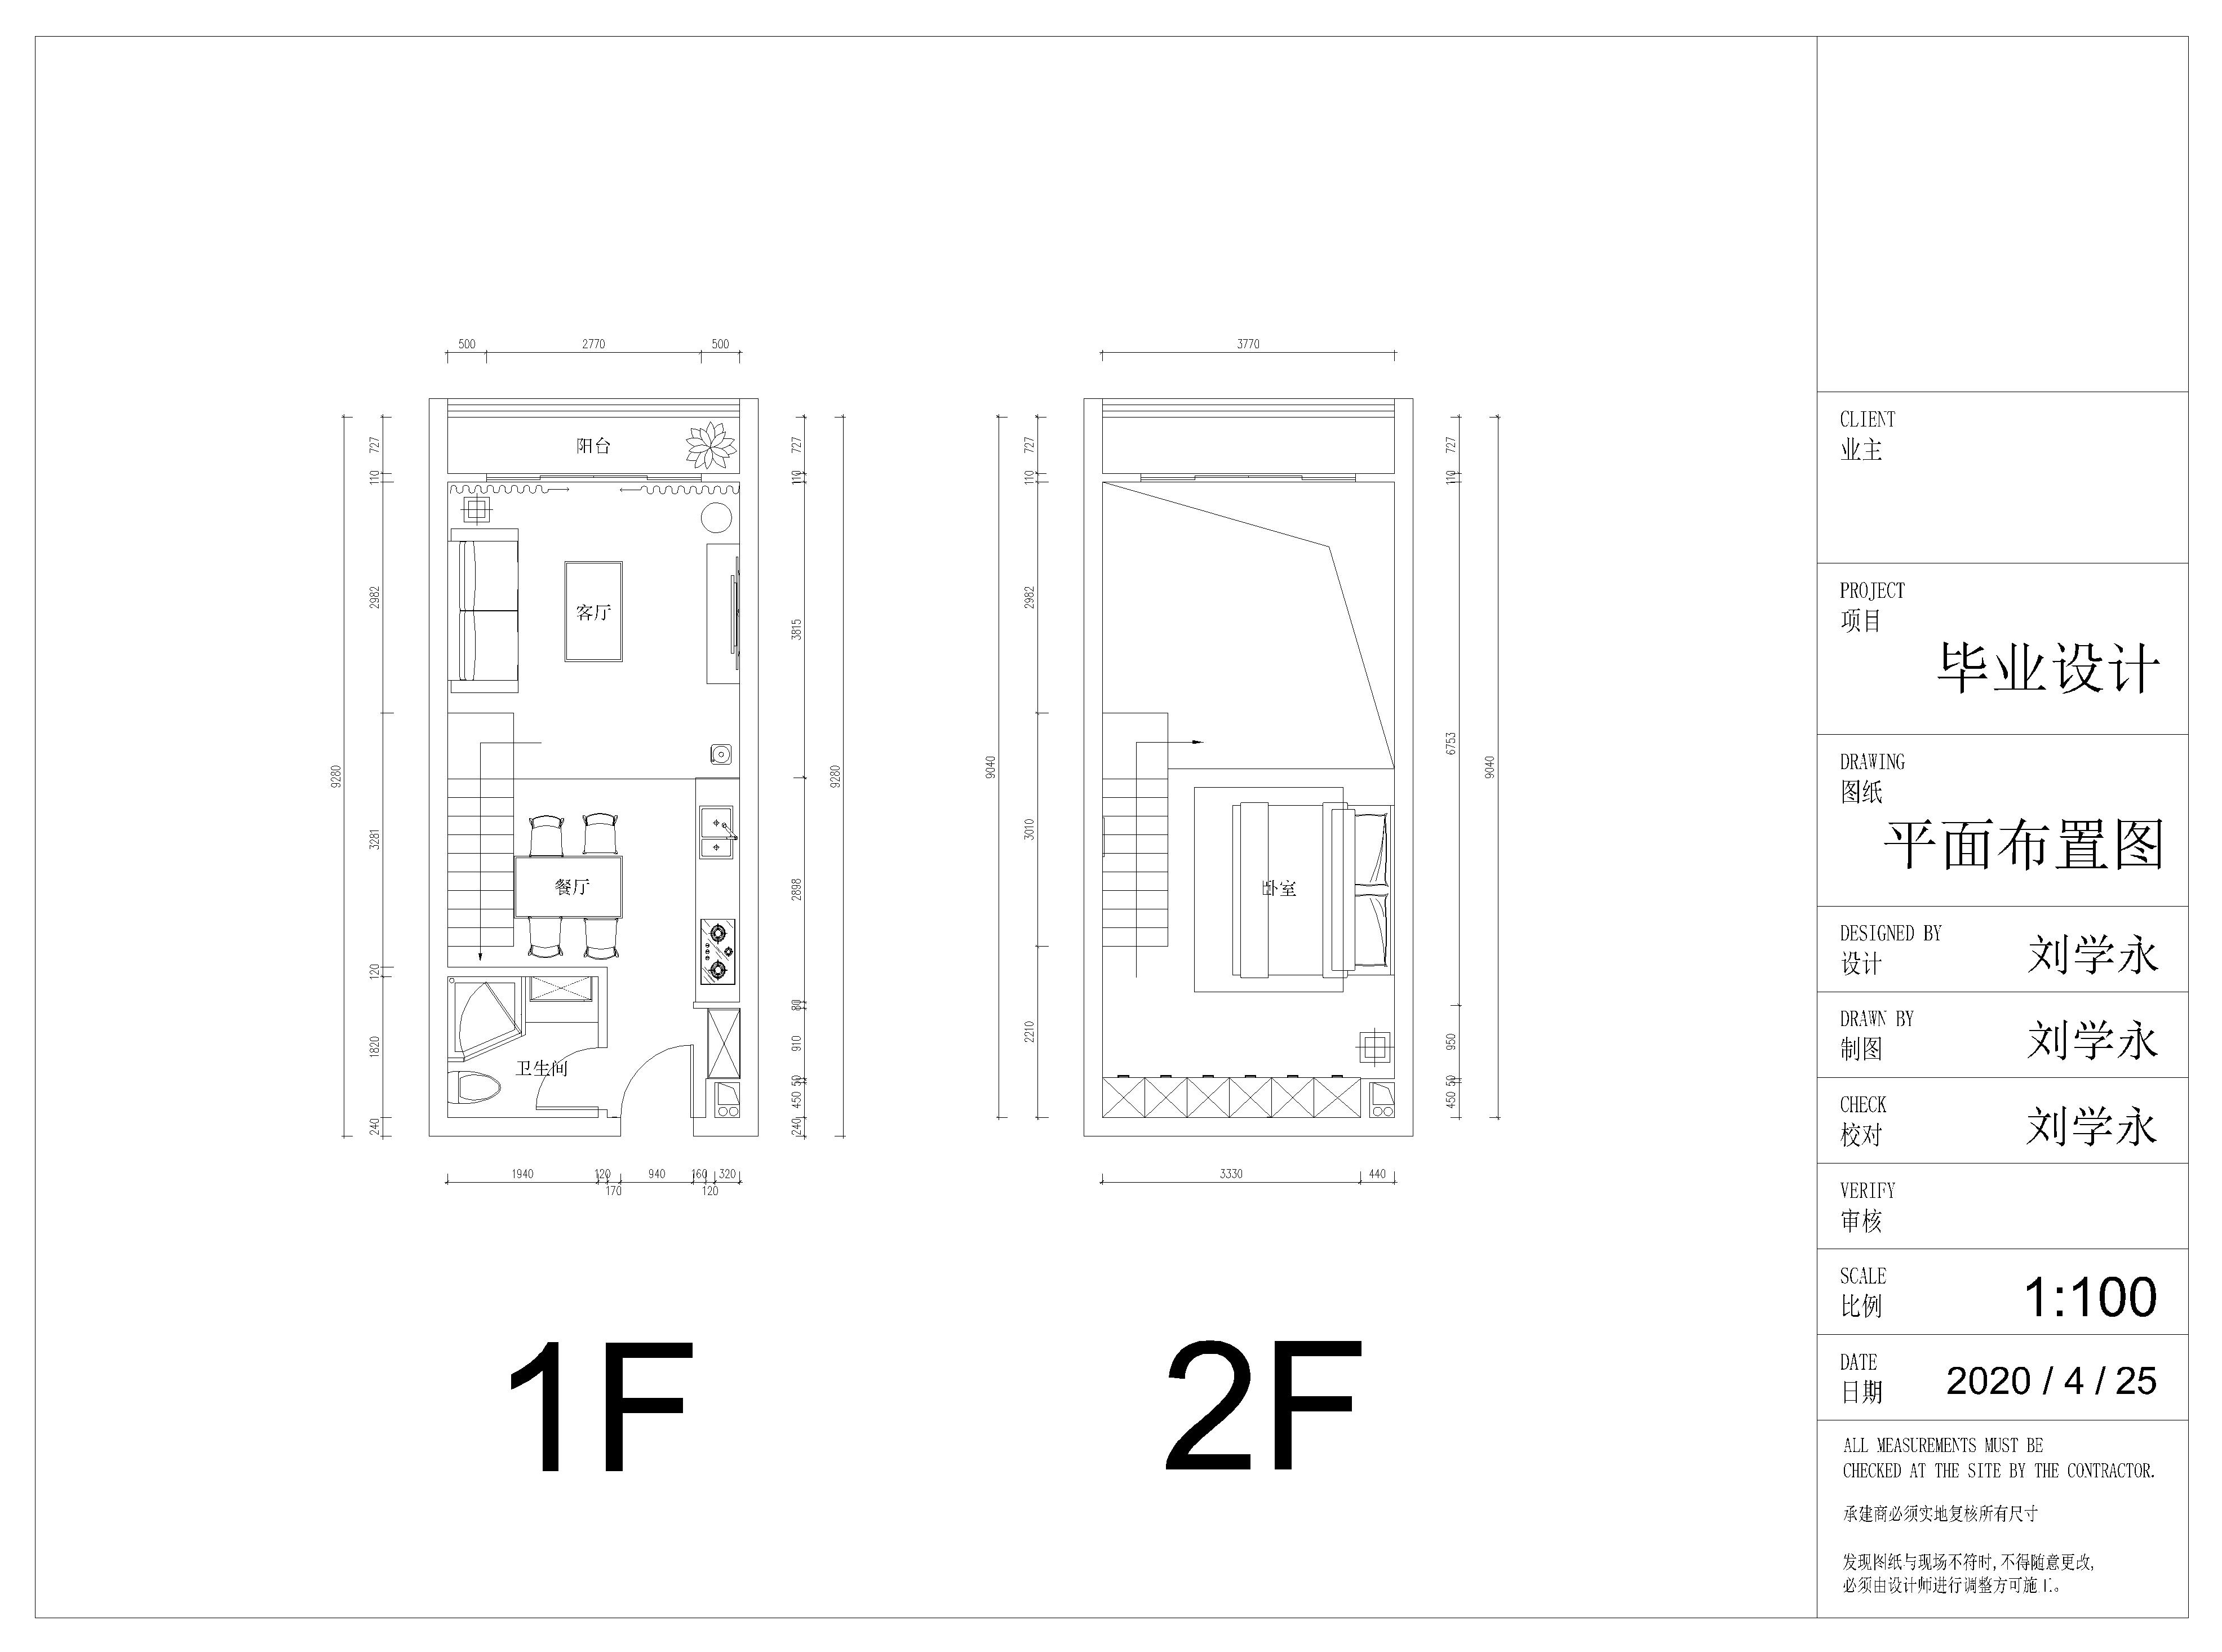 500 2770 500
阳台
727
110
2982
3281
120
1820
240
9280
客厅
餐厅
卫生间
727
110
3815
2898
80
910
50
450
240
9280
1940 120 940 160 320
170 120
1F
3770
727
110
2982
3010
2210
9040
卧室
727
110
6753
950
50
450
9040
3330 440
2F
CLIENT
业主
PROJECT
项目
毕业设计
DRAWING
图纸
平面布置图
DESIGNED BY
设计
刘学永
DRAWN BY
制图
刘学永
CHECK
校对
刘学永
VERIFY
审核
SCALE
比例
1:100
DATE
日期
2020 / 4 / 25
ALL MEASUREMENTS MUST BE
CHECKED AT THE SITE BY THE CONTRACTOR.
承建商必须实地复核所有尺寸
发现图纸与现场不符时,不得随意更改,
必须由设计师进行调整方可施工。